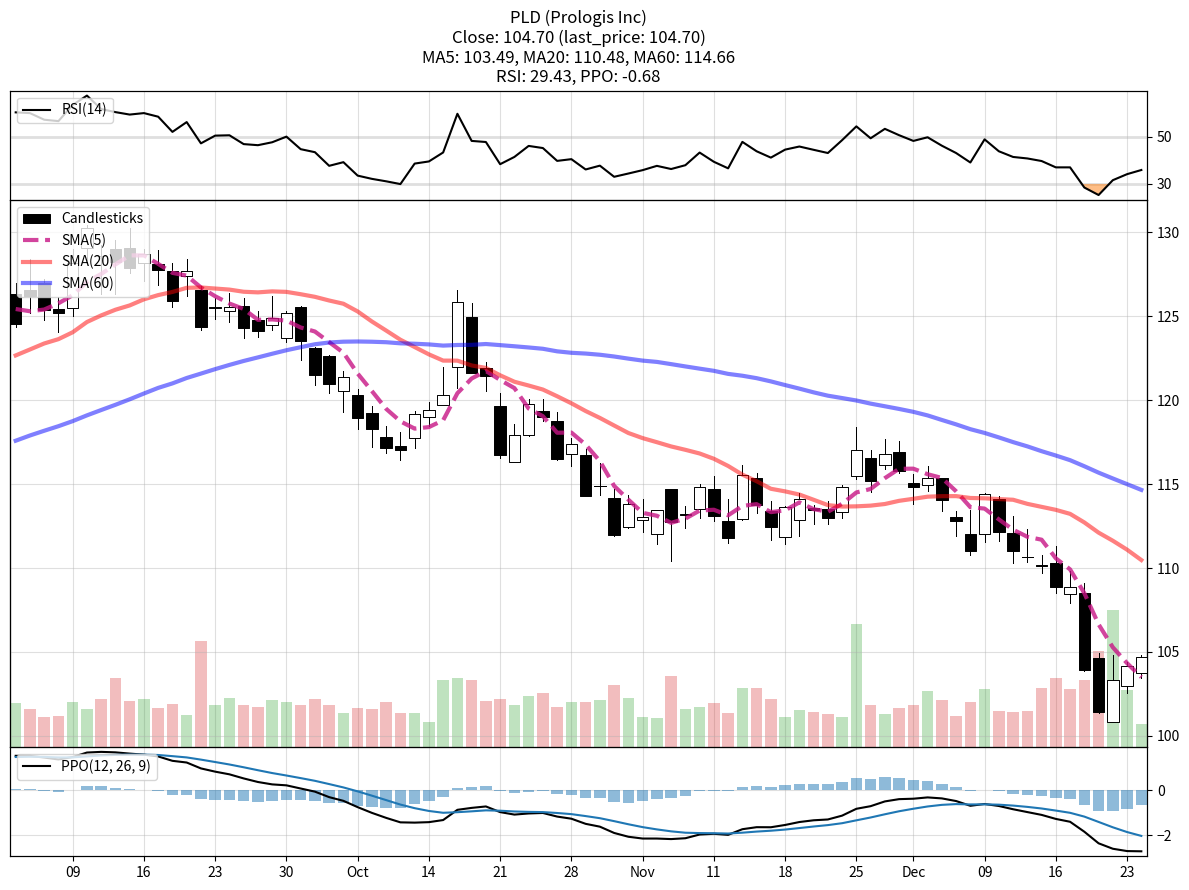 PLD (Prologis Inc)
Close: 104.70 (last_price: 104.70)
MA5: 103.49, MA20: 110.48, MA60: 114.66
RSI: 29.43, PPO: -0.68
RSI(14)
50
30
Candlesticks
SMA(5)
SMA(20)
SMA(60)
130
125
120
115
110
105
100
PPO(12, 26, 9)
0
−2
09 16 23 30 Oct 14 21 28 Nov 11 18 25 Dec 09 16 23